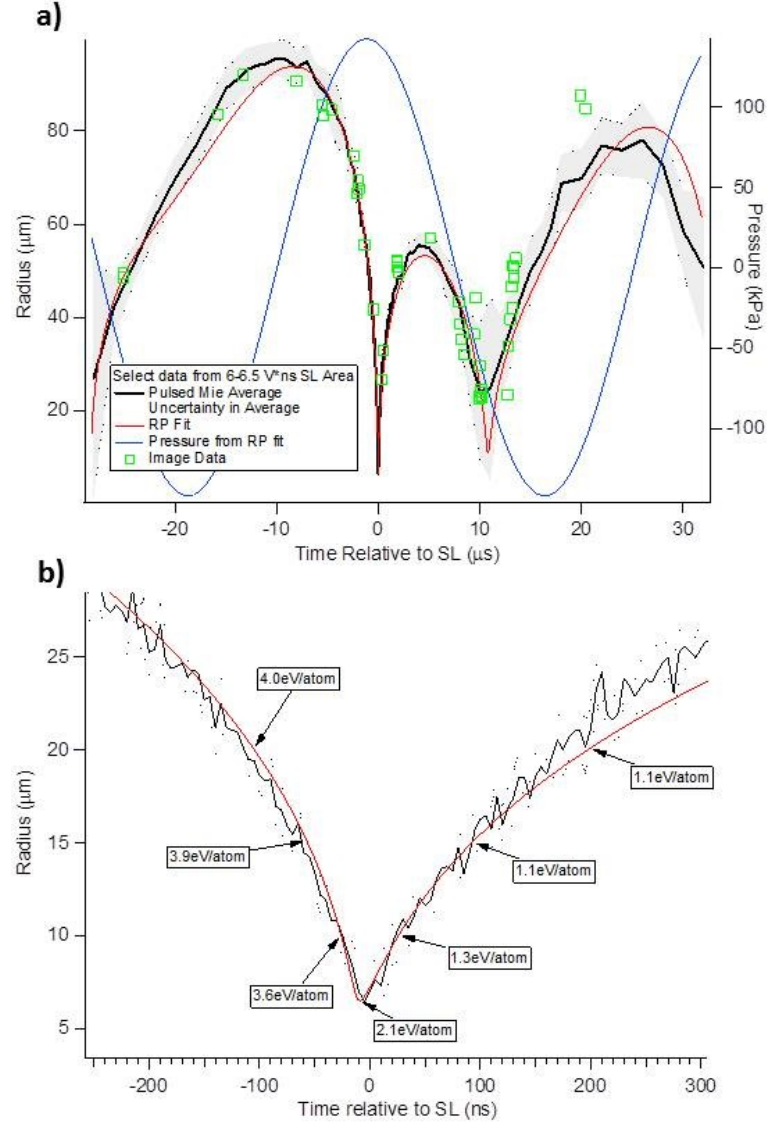 a)
80
60
40
20
Radius (μm)
100
50
0
-50
-100
Pressure (kPa)
Select data from 6-6.5 V*ns SL Area
Pulsed Mie Average
Uncertainty in Average
RP Fit
Pressure from RP fit
Image Data
-20 -10 0 10 20 30
Time Relative to SL (μs)
b)
25
20
15
10
5
Radius (μm)
4.0eV/atom
3.9eV/atom
3.6eV/atom
2.1eV/atom
1.3eV/atom
1.1eV/atom
1.1eV/atom
-200 -100 0 100 200 300
Time relative to SL (ns)